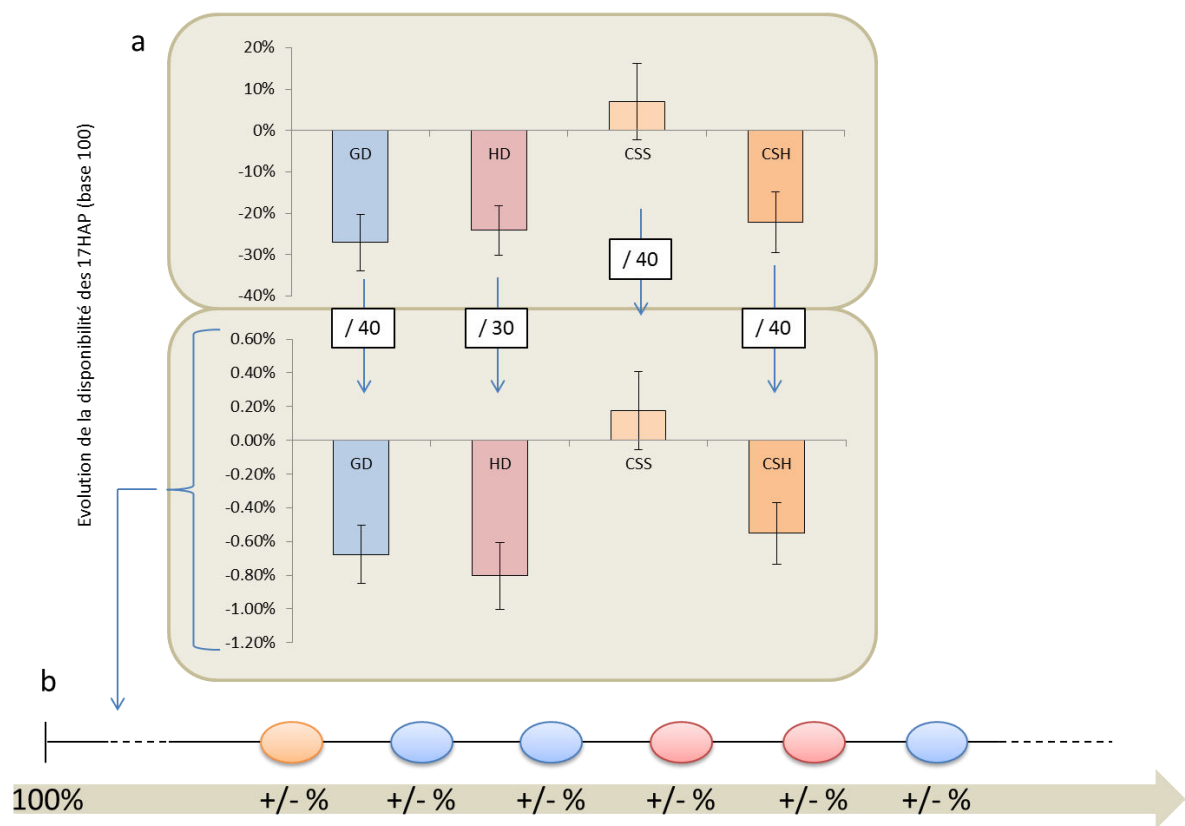 a
Evolution de la disponibilité des 17HAP (base 100)
20%
10%
0%
-10%
-20%
-30%
-40%
GD
HD
CSS
CSH
/ 40
/ 30
/ 40
/ 40
0.60%
0.40%
0.20%
0.00%
-0.20%
-0.40%
-0.60%
-0.80%
-1.00%
-1.20%
GD
HD
CSS
CSH
b
100%
+/- %
+/- %
+/- %
+/- %
+/- %
+/- %